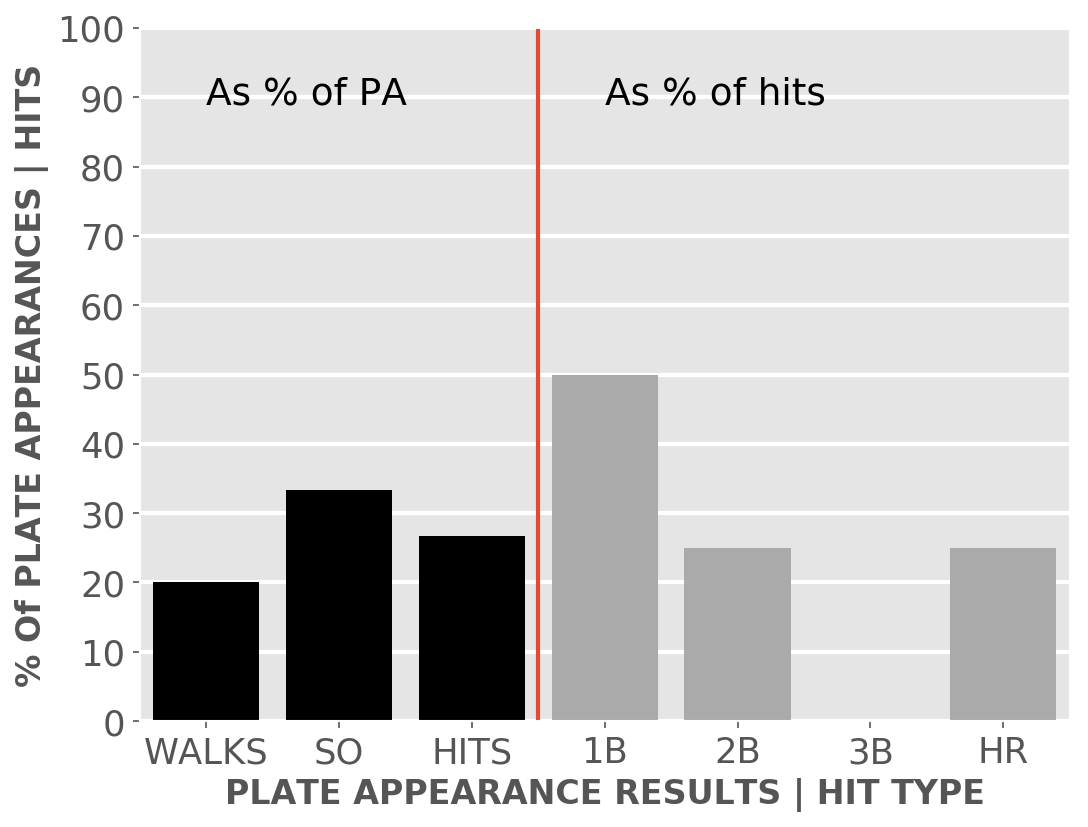 % Of PLATE APPEARANCES | HITS
100
90
80
70
60
50
40
30
20
10
0
As % of PA
As % of hits
WALKS SO HITS 1B 2B 3B HR
PLATE APPEARANCE RESULTS | HIT TYPE